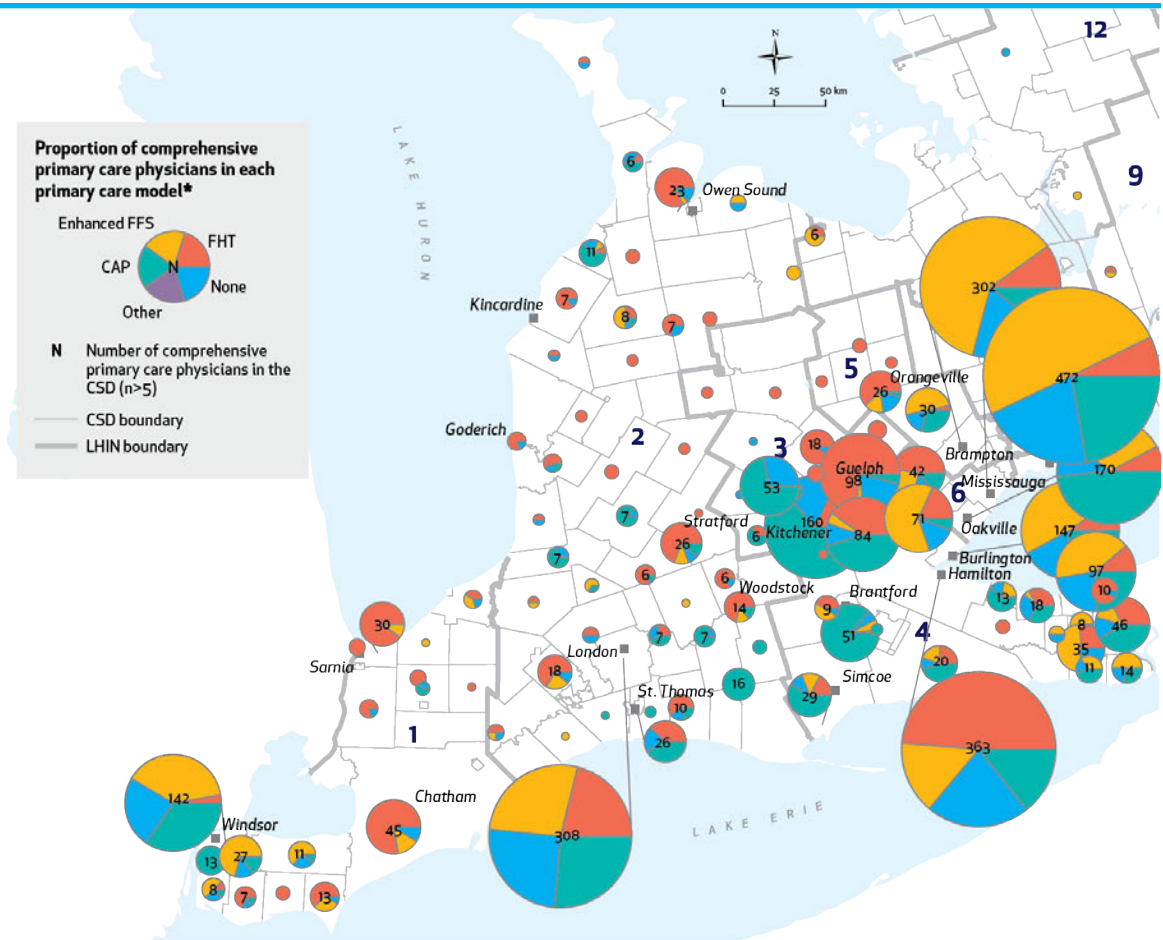 12
N
0 25 50 km
LAKE HURON
Proportion of comprehensive
primary care physicians in each
primary care model*
Enhanced FFS
FHT
CAP
N
None
Other
N Number of comprehensive
primary care physicians in the
CSD (n>5)
CSD boundary
LHIN boundary
6
23
Owen Sound
9
6
11
302
Kincardine
7
8
7
5
472
26
Orangeville
30
Goderich
2
18
3
Guelph
98
42
Brampton
170
53
Mississauga
6
7
Stratford
160
71
Oakville
6
Kitchener
84
147
26
7
Burlington
Hamilton
97
6
6
Woodstock
Brantford
10
13
18
14
9
30
51
4
8
46
7
7
35
Sarnia
London
18
20
11
14
16
Simcoe
St. Thomas
29
10
26
1
363
142
Chatham
LAKE ERIE
Windsor
45
308
13
27
11
8
7
13